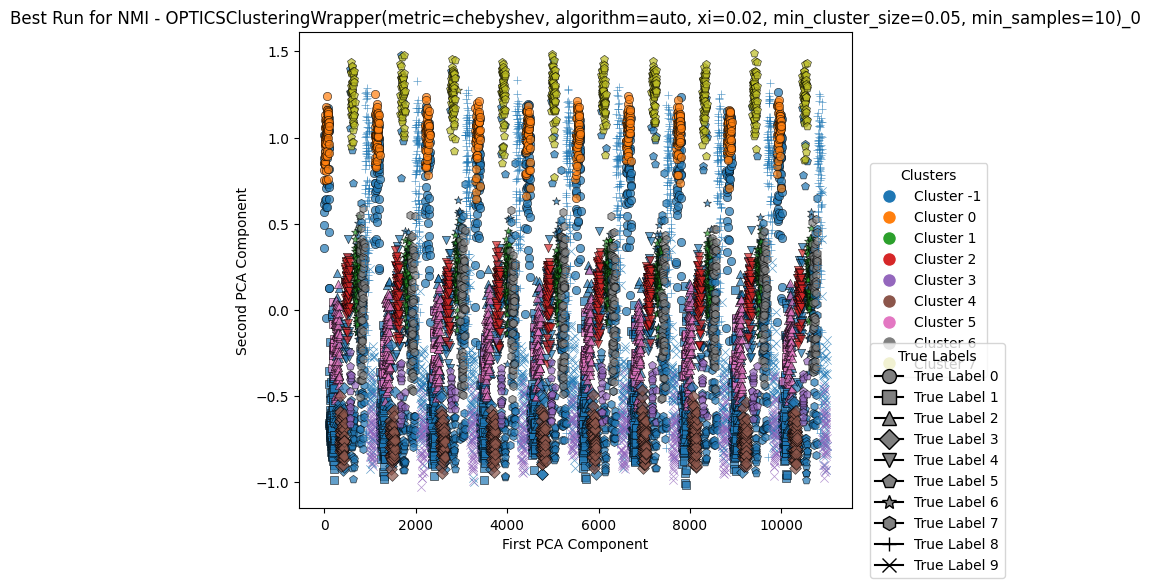 Best Run for NMI - OPTICSClusteringWrapper(metric=chebyshev, algorithm=auto, xi=0.02, min_cluster_size=0.05, min_samples=10)_0
1.5
1.0
0.5
0.0
−0.5
−1.0
Second PCA Component
0
2000
4000
6000
8000
10000
First PCA Component
Clusters
Cluster -1
Cluster 0
Cluster 1
Cluster 2
Cluster 3
Cluster 4
Cluster 5
Cluster 6
Cluster 7
True Labels
True Label 0
True Label 1
True Label 2
True Label 3
True Label 4
True Label 5
True Label 6
True Label 7
True Label 8
True Label 9